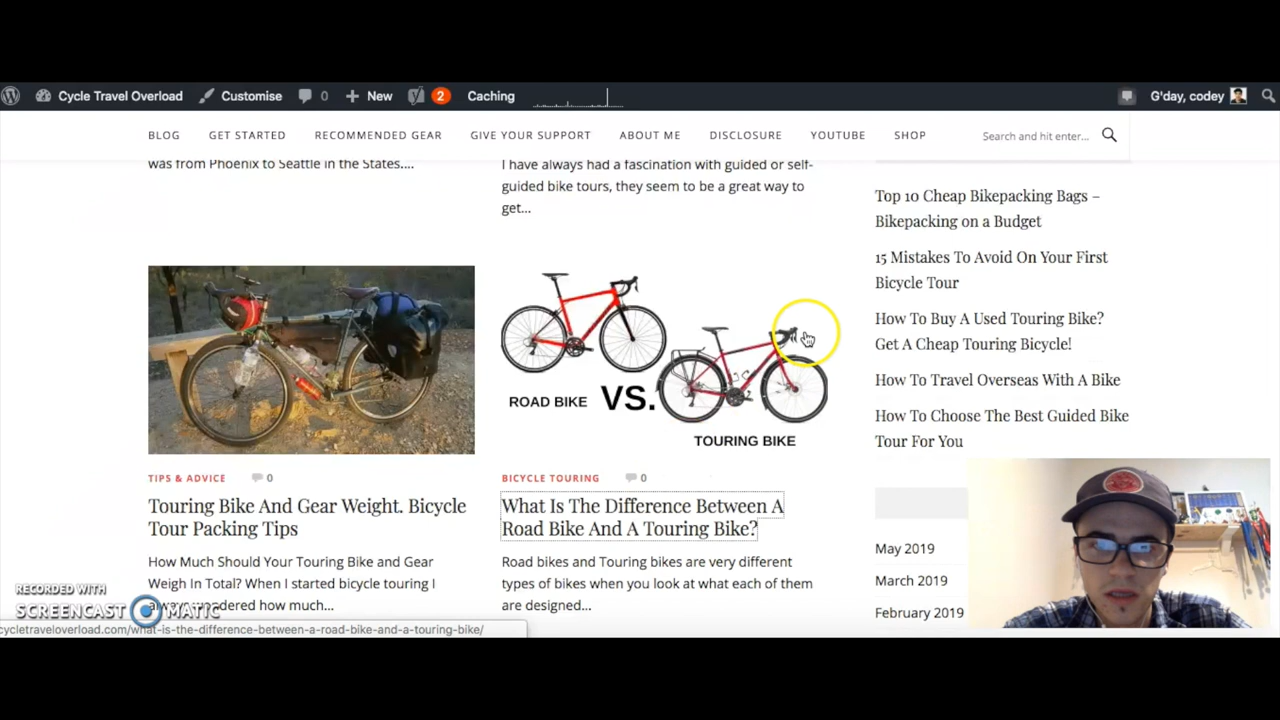 Cycle Travel Overload Customise 0 New 2 Caching G'day, codey
BLOG GET STARTED RECOMMENDED GEAR GIVE YOUR SUPPORT ABOUT ME DISCLOSURE YOUTUBE SHOP Search and hit enter...
was from Phoenix to Seattle in the States....
I have always had a fascination with guided or self-
guided bike tours, they seem to be a great way to
get...
ROAD BIKE VS.
TOURING BIKE
TIPS & ADVICE 0
Touring Bike And Gear Weight. Bicycle
Tour Packing Tips
How Much Should Your Touring Bike and Gear
Weigh In Total? When I started bicycle touring I
always wondered how much...
BICYCLE TOURING 0
What Is The Difference Between A
Road Bike And A Touring Bike?
Road bikes and Touring bikes are very different
types of bikes when you look at what each of them
are designed...
Top 10 Cheap Bikepacking Bags –
Bikepacking on a Budget
15 Mistakes To Avoid On Your First
Bicycle Tour
How To Buy A Used Touring Bike?
Get A Cheap Touring Bicycle!
How To Travel Overseas With A Bike
How To Choose The Best Guided Bike
Tour For You
May 2019
March 2019
February 2019
RECORDED WITH
SCREENCAST MATIC
cycletraveloverload.com/what-is-the-difference-between-a-road-bike-and-a-touring-bike/